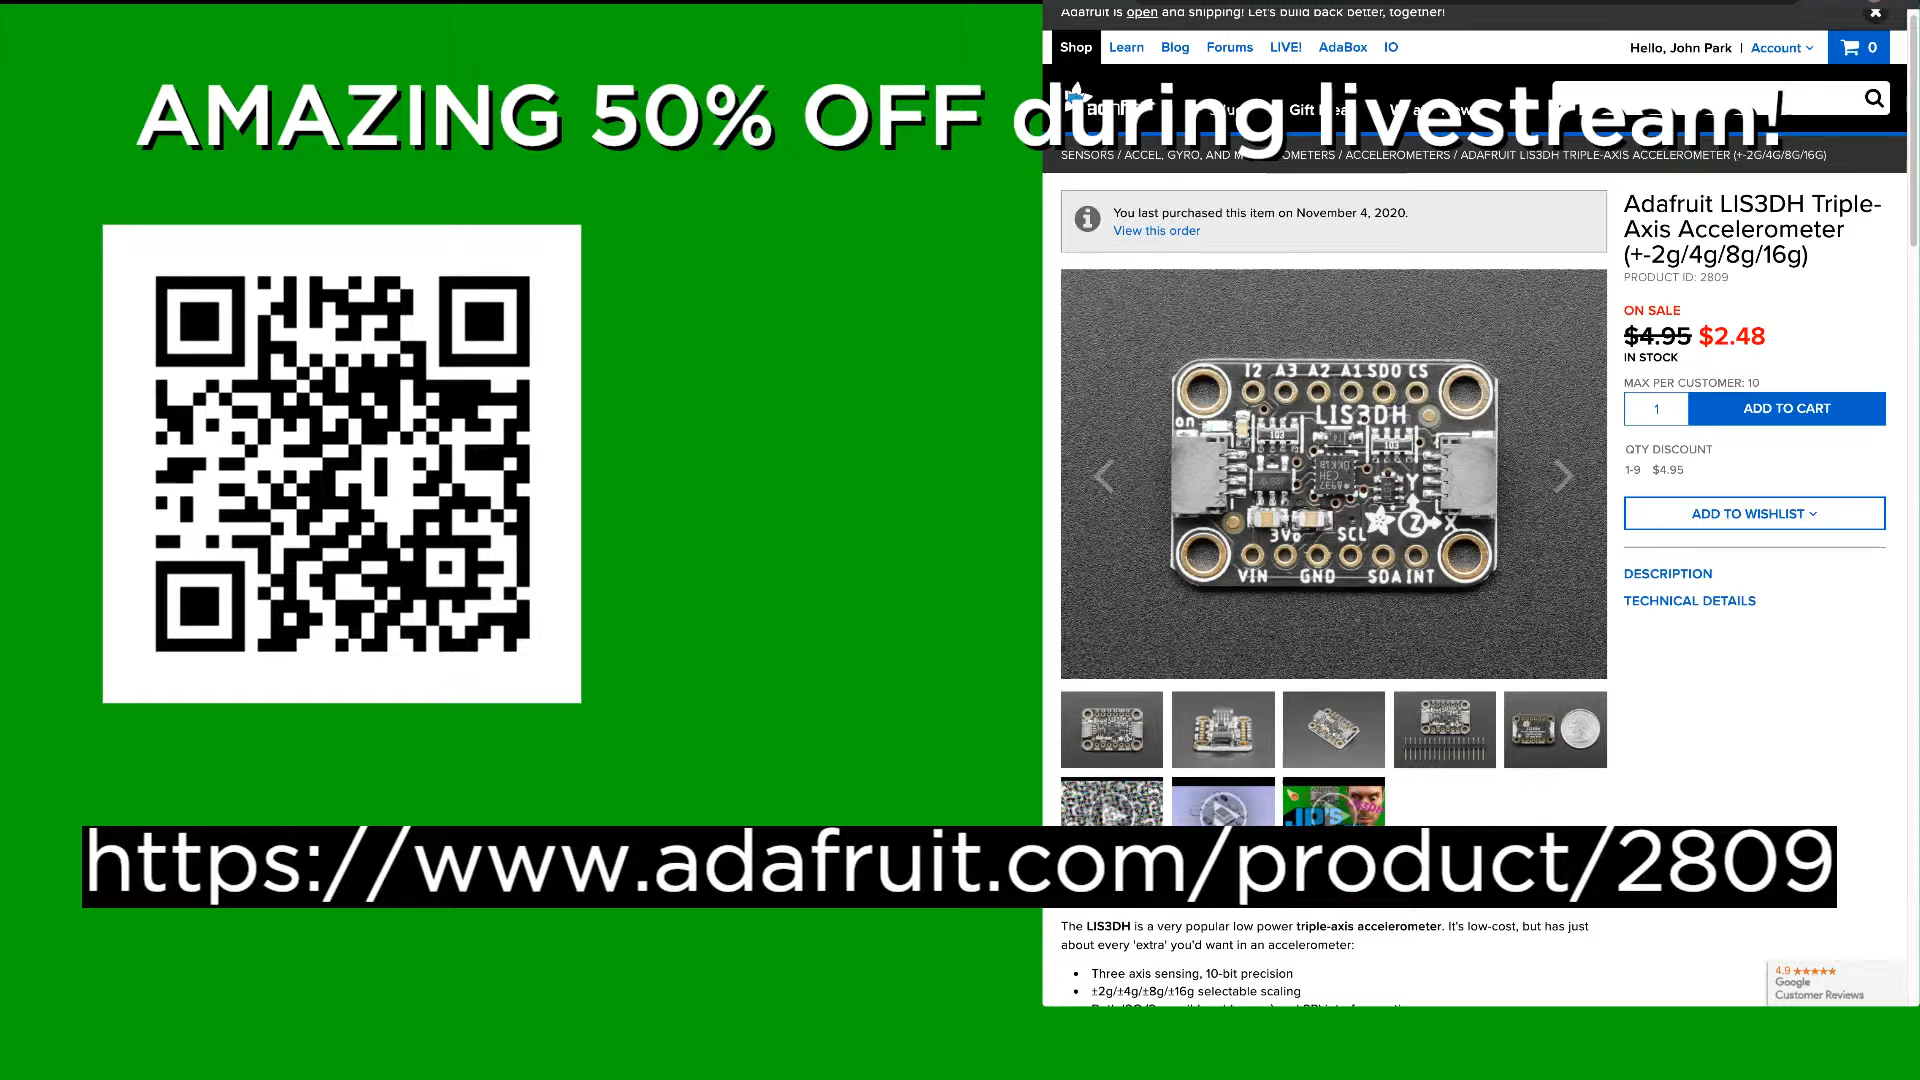 Adafruit is open and shipping! Let's build back better, together!
Shop Learn Blog Forums LIVE! AdaBox IO
Hello, John Park | Account 0
AMAZING 50% OFF during livestream!
SENSORS / ACCEL, GYRO, AND M OMETERS / ACCELEROMETERS / ADAFRUIT LIS3DH TRIPLE-AXIS ACCELEROMETER (+-2G/4G/8G/16G)
You last purchased this item on November 4, 2020.
View this order
Adafruit LIS3DH Triple-
Axis Accelerometer
(+-2g/4g/8g/16g)
PRODUCT ID: 2809
ON SALE
$4.95 $2.48
IN STOCK
MAX PER CUSTOMER: 10
1 ADD TO CART
QTY DISCOUNT
1-9 $4.95
ADD TO WISHLIST
DESCRIPTION
TECHNICAL DETAILS
I2 A3 A2 A1 SDO CS
LIS3DH
on
103 103
Y
Z X
3Vo SCL
VIN GND SDA INT
JP's
https://www.adafruit.com/product/2809
The LIS3DH is a very popular low power triple-axis accelerometer. It's low-cost, but has just
about every 'extra' you'd want in an accelerometer:
• Three axis sensing, 10-bit precision
• ±2g/±4g/±8g/±16g selectable scaling
4.9 ★★★★★
Google
Customer Reviews